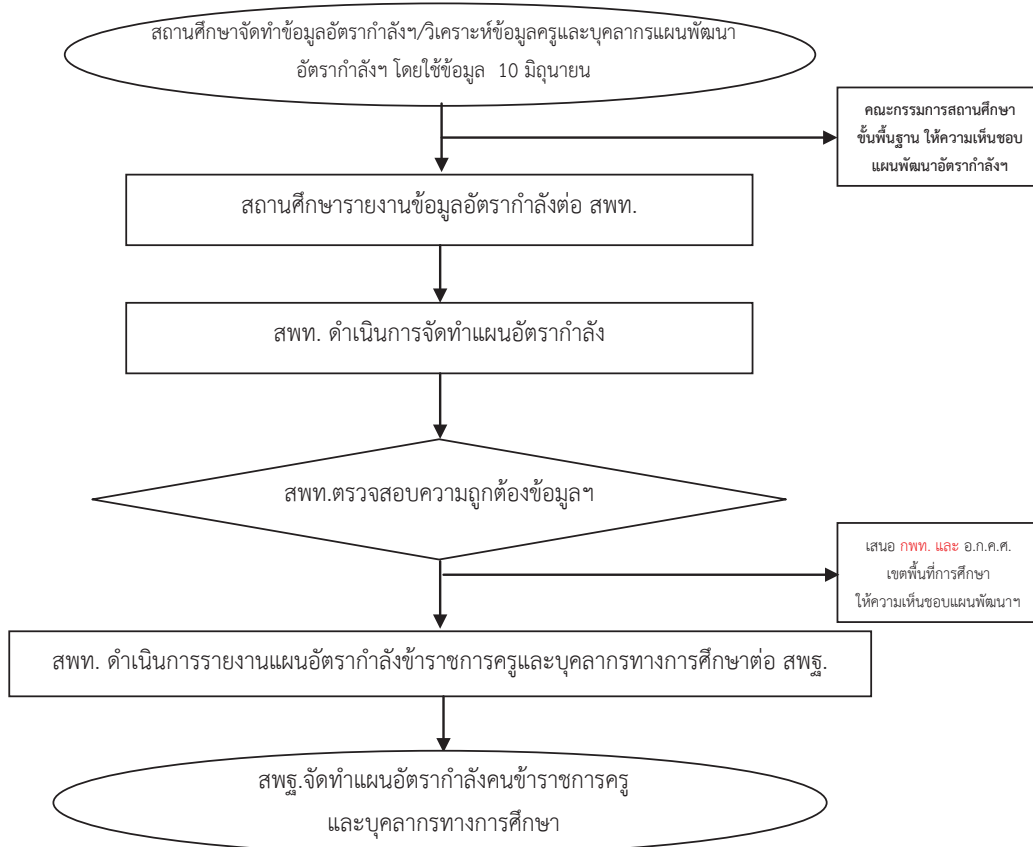 สถานศึกษาจัดทำข้อมูลอัตรากำลังฯ/วิเคราะห์ข้อมูลครูและบุคลากรแผนพัฒนา
อัตรากำลังฯ โดยใช้ข้อมูล 10 มิถุนายน
คณะกรรมการสถานศึกษา
ขั้นพื้นฐาน ให้ความเห็นชอบ
แผนพัฒนาอัตรากำลังฯ
สถานศึกษารายงานข้อมูลอัตรากำลังต่อ สพท.
สพท. ดำเนินการจัดทำแผนอัตรากำลัง
สพท.ตรวจสอบความถูกต้องข้อมูลฯ
เสนอ กพท. และ อ.ก.ค.ศ.
เขตพื้นที่การศึกษา
ให้ความเห็นชอบแผนพัฒนาฯ
สพท. ดำเนินการรายงานแผนอัตรากำลังข้าราชการครูและบุคลากรทางการศึกษาต่อ สพฐ.
สพฐ.จัดทำแผนอัตรากำลังคนข้าราชการครู
และบุคลากรทางการศึกษา